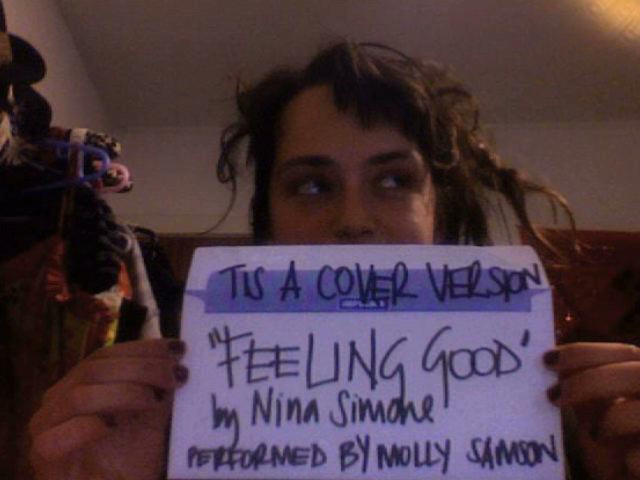 TIS A COVER VERSION
"FEELING GOOD"
by Nina Simone
PERFORMED BY MOLLY SAMSON